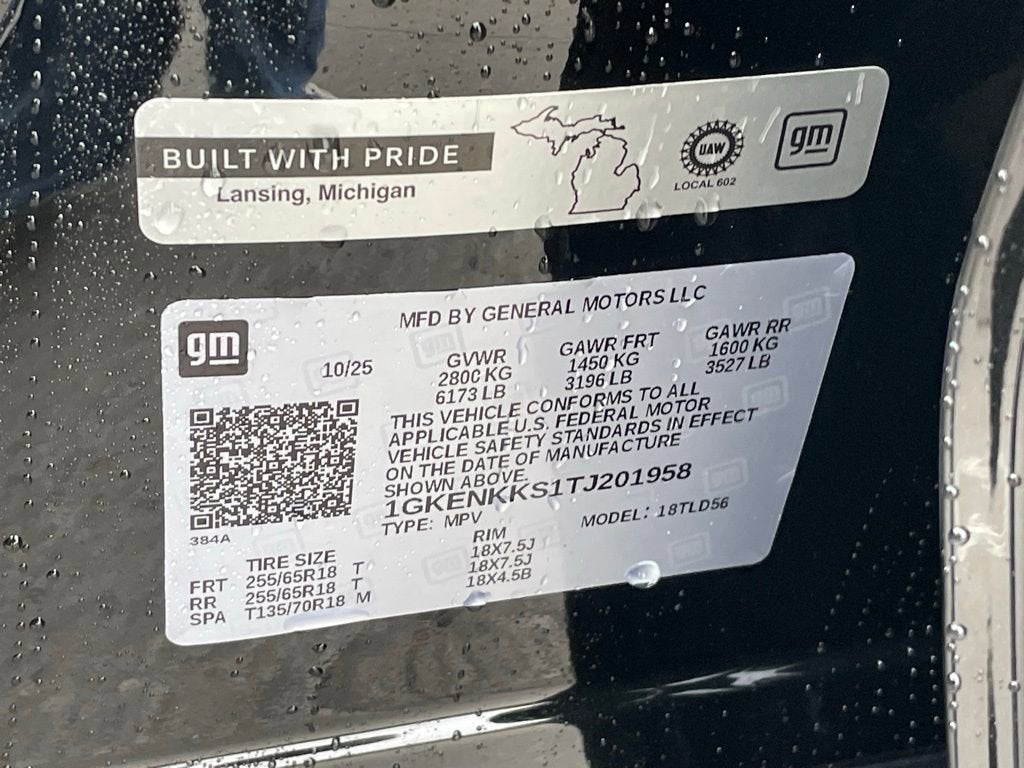 BUILT WITH PRIDE
Lansing, Michigan
UAW
LOCAL 602
gm
gm
MFD BY GENERAL MOTORS LLC
10/25
GVWR GAWR FRT GAWR RR
2800 KG 1450 KG 1600 KG
6173 LB 3196 LB 3527 LB
THIS VEHICLE CONFORMS TO ALL
APPLICABLE U.S. FEDERAL MOTOR
VEHICLE SAFETY STANDARDS IN EFFECT
ON THE DATE OF MANUFACTURE
SHOWN ABOVE.
1GKENKKS1TJ201958
TYPE: MPV MODEL: 18TLD56
384A
TIRE SIZE RIM
FRT 255/65R18 T 18X7.5J
RR 255/65R18 T 18X7.5J
SPA T135/70R18 M 18X4.5B